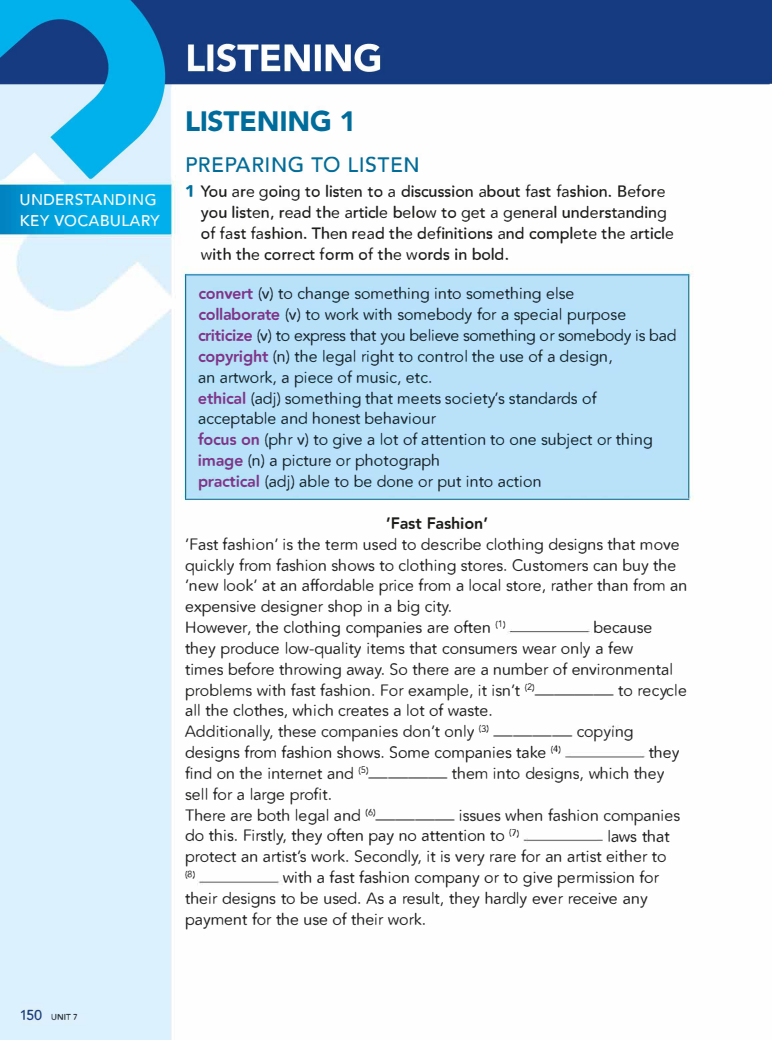 LISTENING
LISTENING 1
PREPARING TO LISTEN
UNDERSTANDING
KEY VOCABULARY
1 You are going to listen to a discussion about fast fashion. Before
you listen, read the article below to get a general understanding
of fast fashion. Then read the definitions and complete the article
with the correct form of the words in bold.
convert (v) to change something into something else
collaborate (v) to work with somebody for a special purpose
criticize (v) to express that you believe something or somebody is bad
copyright (n) the legal right to control the use of a design,
an artwork, a piece of music, etc.
ethical (adj) something that meets society's standards of
acceptable and honest behaviour
focus on (phr v) to give a lot of attention to one subject or thing
image (n) a picture or photograph
practical (adj) able to be done or put into action
'Fast Fashion'
'Fast fashion' is the term used to describe clothing designs that move
quickly from fashion shows to clothing stores. Customers can buy the
'new look' at an affordable price from a local store, rather than from an
expensive designer shop in a big city.
However, the clothing companies are often (1) __________ because
they produce low-quality items that consumers wear only a few
times before throwing away. So there are a number of environmental
problems with fast fashion. For example, it isn't (2)__________ to recycle
all the clothes, which creates a lot of waste.
Additionally, these companies don't only (3) __________ copying
designs from fashion shows. Some companies take (4) __________ they
find on the internet and (5)__________ them into designs, which they
sell for a large profit.
There are both legal and (6)__________ issues when fashion companies
do this. Firstly, they often pay no attention to (7) __________ laws that
protect an artist's work. Secondly, it is very rare for an artist either to
(8) __________ with a fast fashion company or to give permission for
their designs to be used. As a result, they hardly ever receive any
payment for the use of their work.
150 UNIT 7